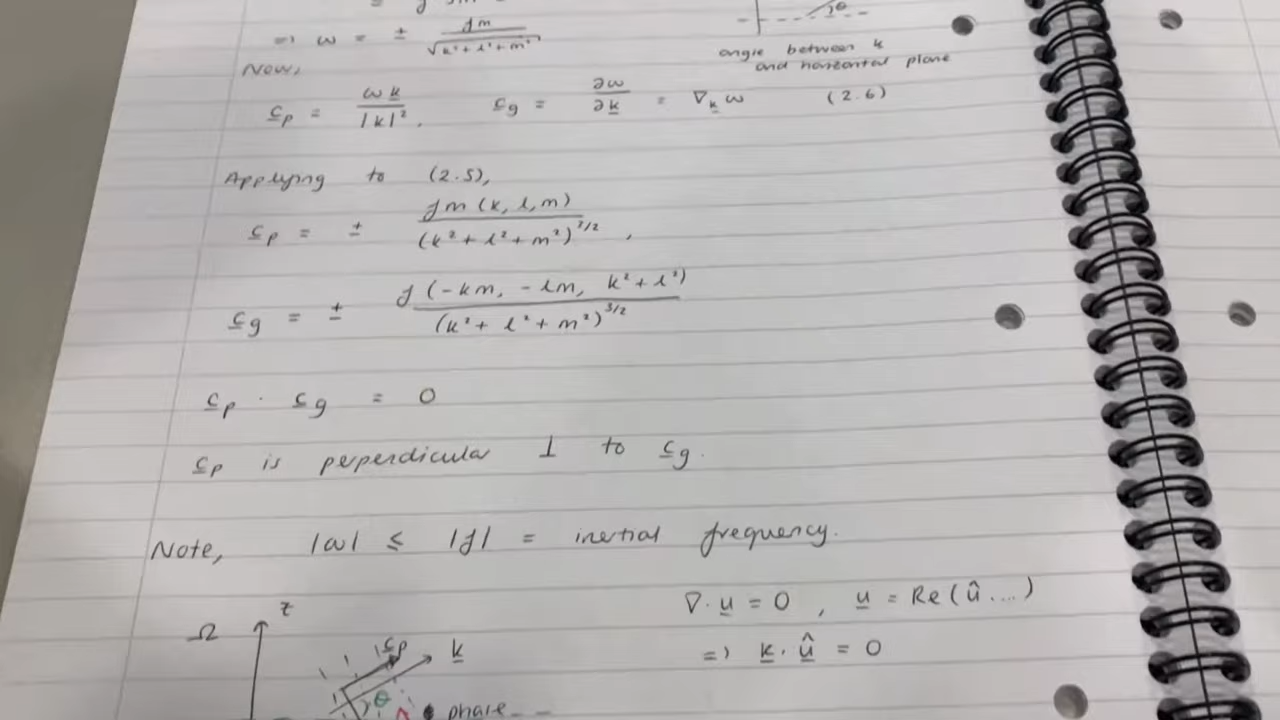 => ω = ± fm / √(k² + l² + m²)
θ
angle between k
and horizontal plane
Now,
c_p = ωk / |k|², c_g = ∂ω/∂k = ∇_k ω (2.6)
Applying to (2.5),
c_p = ± fm(k, l, m) / (k² + l² + m²)^{3/2},
c_g = ± f(-km, -lm, k² + l²) / (k² + l² + m²)^{3/2}
c_p · c_g = 0
c_p is perperdicular ⊥ to c_g.
Note, |ω| ≤ |f| = inertial frequency.
∇·u = 0, u = Re(û....)
=> k·û = 0
Ω
z
c_p
k
θ
phase